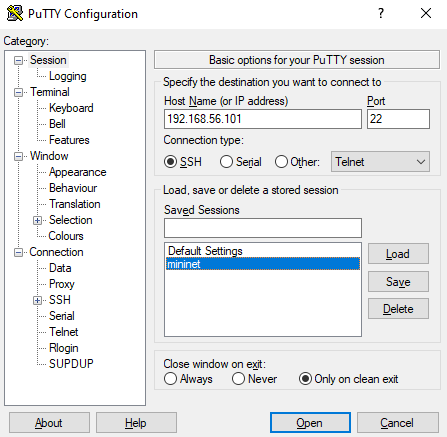 PuTTY Configuration
Category:
Session
Logging
Terminal
Keyboard
Bell
Features
Window
Appearance
Behaviour
Translation
Selection
Colours
Connection
Data
Proxy
SSH
Serial
Telnet
Rlogin
SUPDUP
Basic options for your PuTTY session
Specify the destination you want to connect to
Host Name (or IP address) Port
192.168.56.101 22
Connection type:
SSH Serial Other: Telnet
Load, save or delete a stored session
Saved Sessions
Default Settings
mininet
Load
Save
Delete
Close window on exit:
Always Never Only on clean exit
About Help Open Cancel